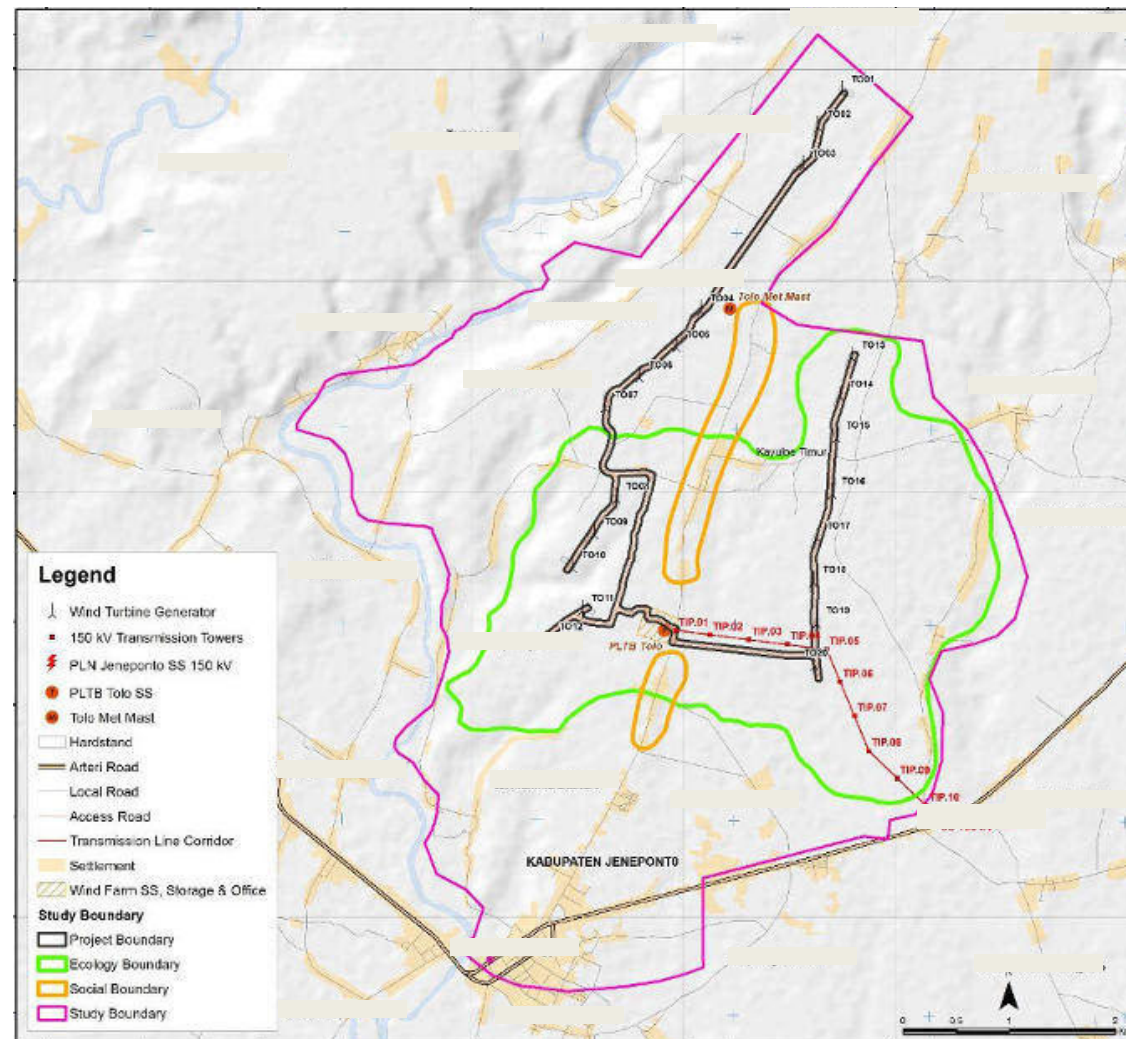 TO01
TO02
TO03
TO04
Tolo Met Mast
TO05
TO06
TO07
TO13
TO14
TO15
Kayuloe Timur
TO16
TO17
TO18
TO19
TO09
TO10
TO11
TO12
PLTB Tolo
TIP.01
TIP.02
TIP.03
TIP.05
TO20
TIP.06
TIP.07
TIP.08
TIP.09
TIP.10
KABUPATEN JENEPONTO
Legend
Wind Turbine Generator
150 kV Transmission Towers
PLN Jeneponto SS 150 kV
PLTB Tolo SS
Tolo Met Mast
Hardstand
Arteri Road
Local Road
Access Road
Transmission Line Corridor
Settlement
Wind Farm SS, Storage & Office
Study Boundary
Project Boundary
Ecology Boundary
Social Boundary
Study Boundary
0 0.5 1 2